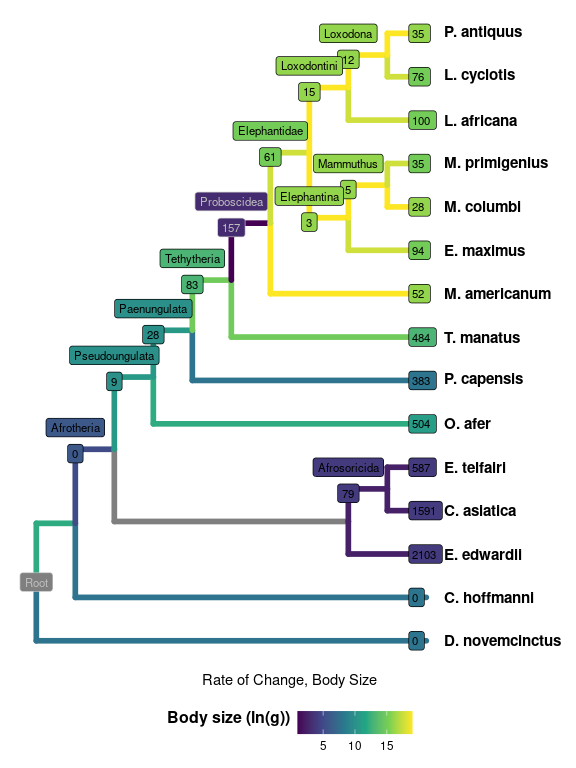 Loxodona
35
P. antiquus
12
Loxodontini
76
L. cyclotis
15
100
L. africana
Elephantidae
61
Mammuthus
35
M. primigenius
5
Elephantina
Proboscidea
28
M. columbi
3
157
94
E. maximus
Tethytheria
83
52
M. americanum
Paenungulata
28
484
T. manatus
Pseudoungulata
9
383
P. capensis
Afrotheria
504
O. afer
0
Afrosoricida
587
E. telfairi
79
1591
C. asiatica
2103
E. edwardii
Root
0
C. hoffmanni
0
D. novemcinctus
Rate of Change, Body Size
Body size (ln(g))
5 10 15